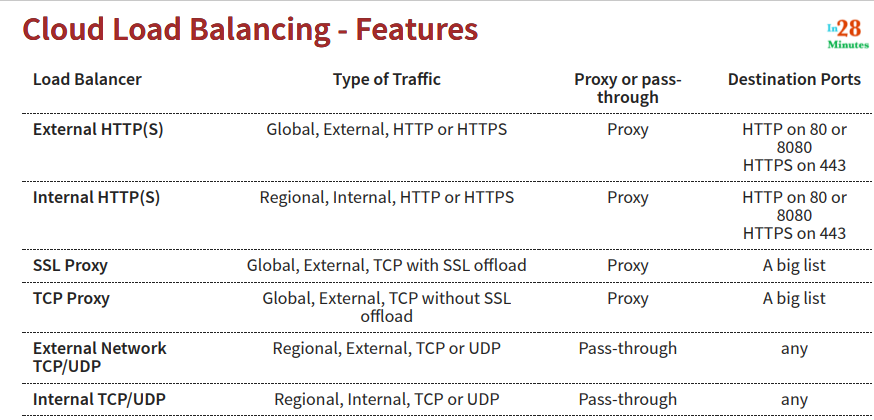 Cloud Load Balancing - Features
In28
Minutes
Load Balancer Type of Traffic Proxy or pass-through Destination Ports
External HTTP(S) Global, External, HTTP or HTTPS Proxy HTTP on 80 or
8080
HTTPS on 443
Internal HTTP(S) Regional, Internal, HTTP or HTTPS Proxy HTTP on 80 or
8080
HTTPS on 443
SSL Proxy Global, External, TCP with SSL offload Proxy A big list
TCP Proxy Global, External, TCP without SSL
offload Proxy A big list
External Network
TCP/UDP Regional, External, TCP or UDP Pass-through any
Internal TCP/UDP Regional, Internal, TCP or UDP Pass-through any